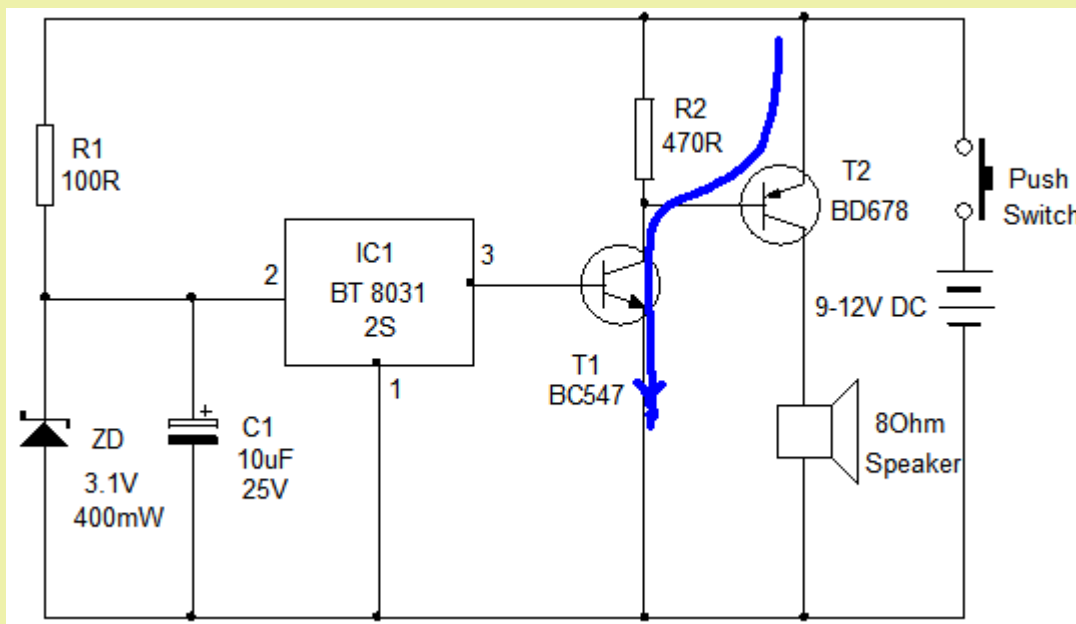 R1
100R
R2
470R
T2
BD678
Push
Switch
2
IC1
BT 8031
2S
3
1
9-12V DC
T1
BC547
ZD
3.1V
400mW
+
C1
10uF
25V
8Ohm
Speaker